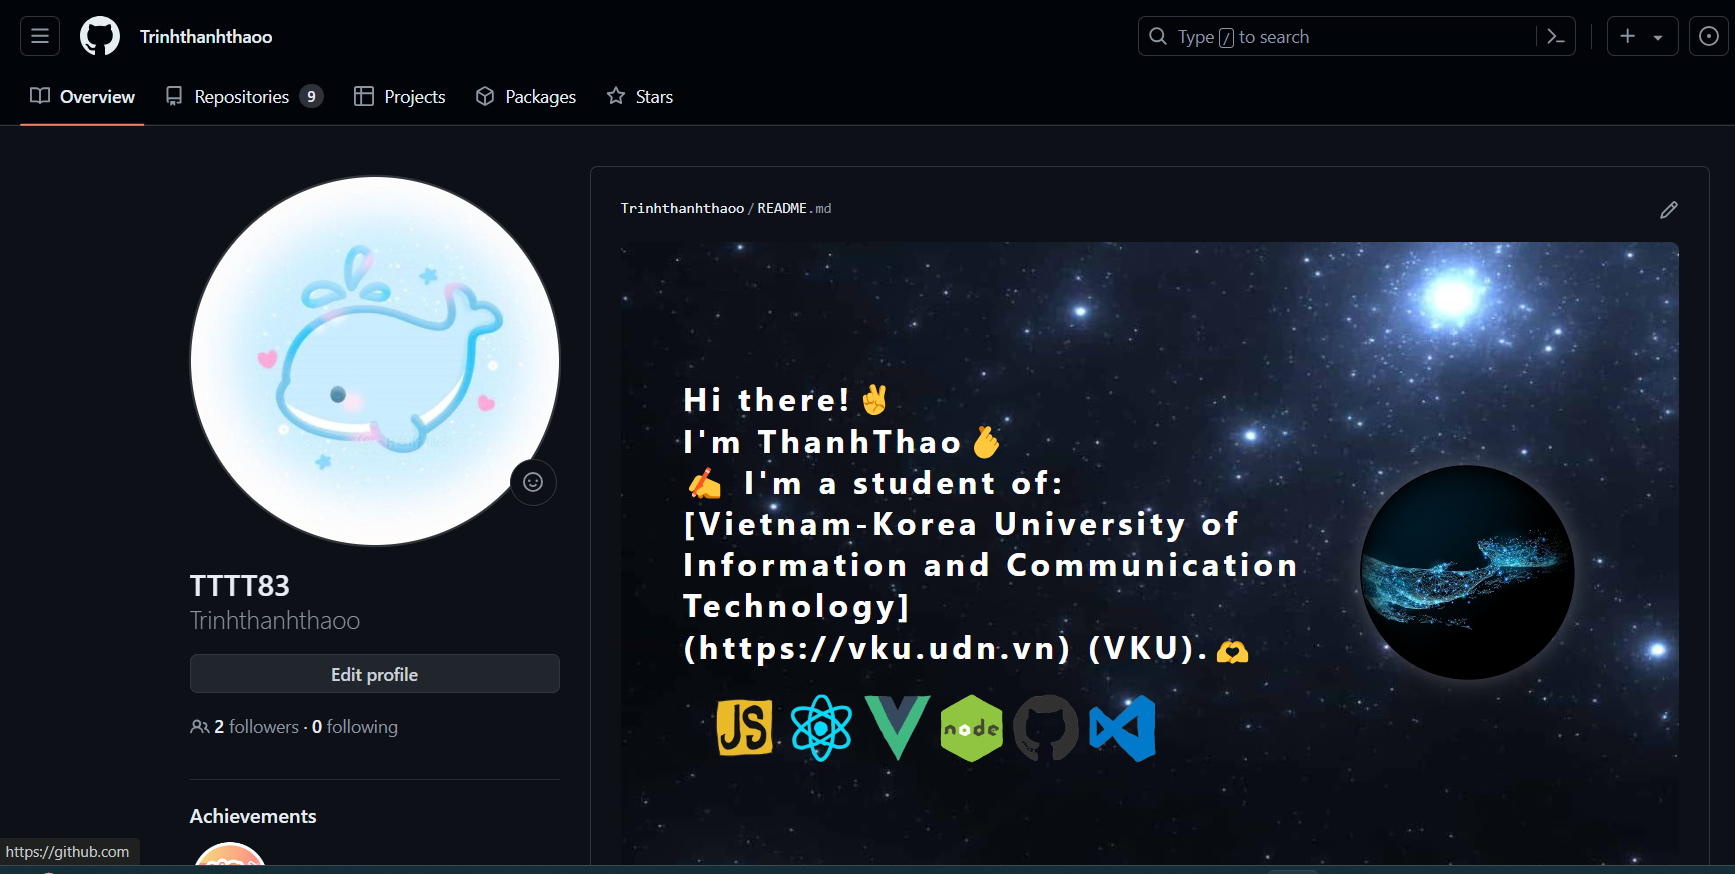 Trinhthanhthaoo
Type / to search
Overview
Repositories 9
Projects
Packages
Stars
Trinhthanhthaoo/README.md
Hi there!✌
I'm ThanhThao🫰
✍ I'm a student of:
[Vietnam-Korea University of
Information and Communication
Technology]
(https://vku.udn.vn) (VKU).🫶
JS
node
TTTT83
Trinhthanhthaoo
Edit profile
2 followers · 0 following
Achievements
https://github.com